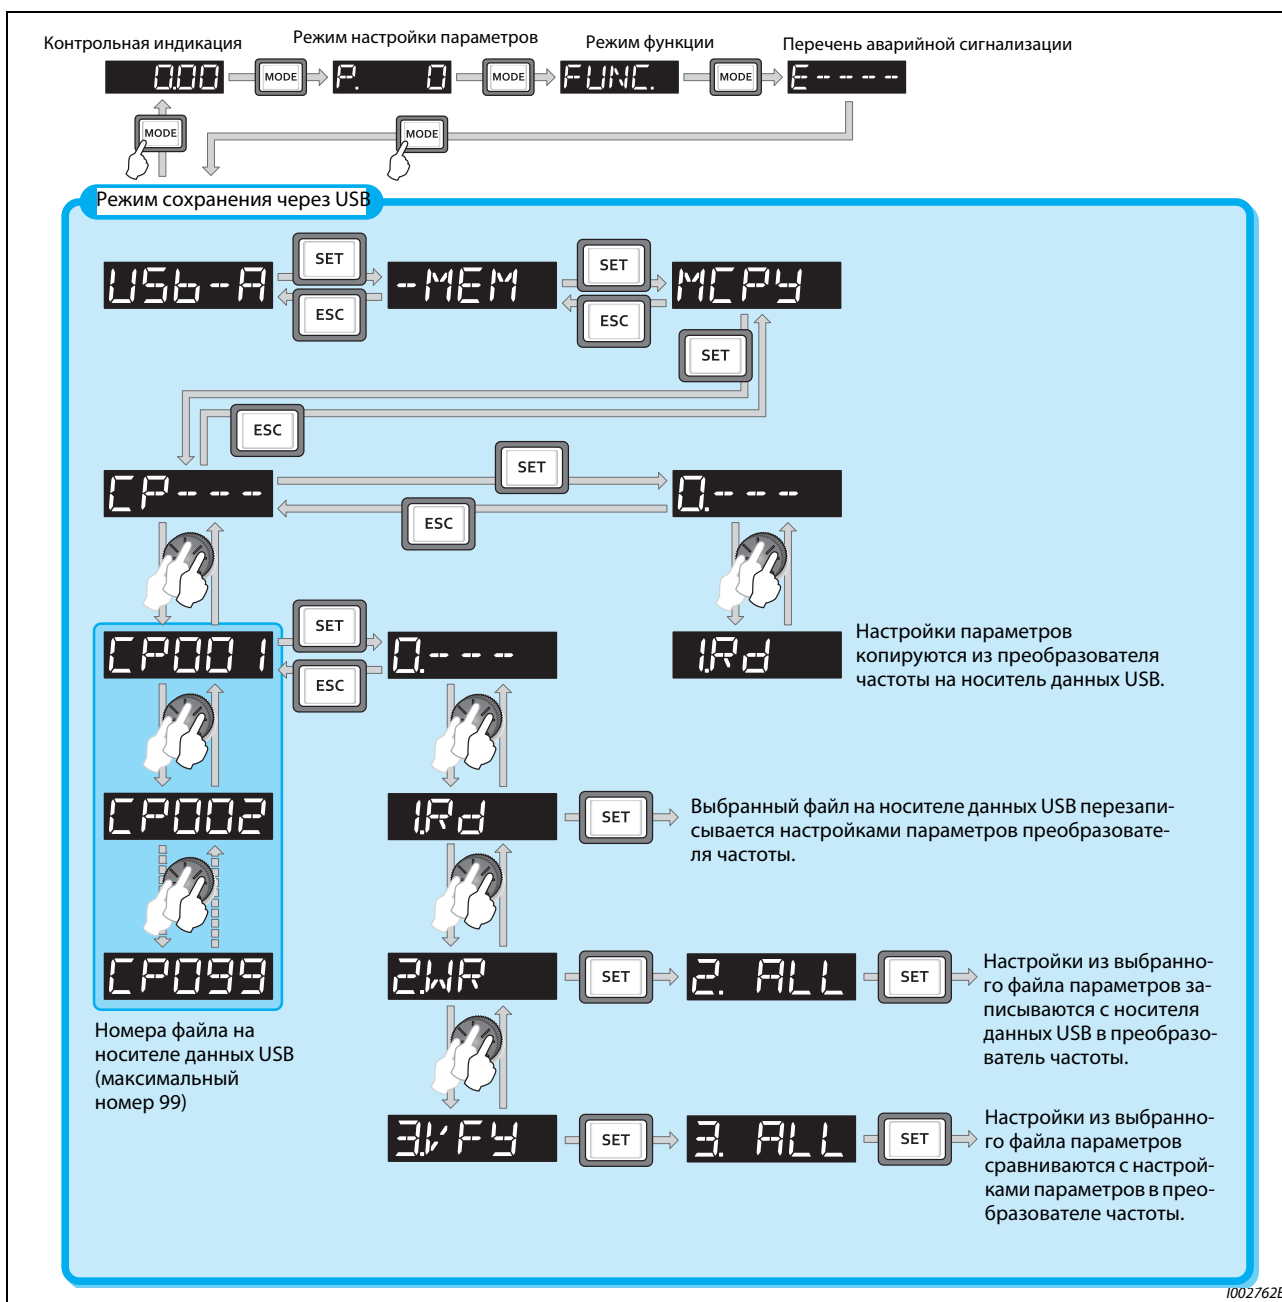 Контрольная индикация
Режим настройки параметров
Режим функции
Перечень аварийной сигнализации
0.00
MODE
P. 0
MODE
FUNC.
MODE
E----
MODE
MODE
Режим сохранения через USB
USb-A
SET
ESC
-MEM
SET
ESC
MCPY
SET
ESC
CP---
SET
ESC
0.---
CP001
SET
ESC
0.---
1.Rd
Настройки параметров
копируются из преобразователя
частоты на носитель данных USB.
CP002
1.Rd
SET
Выбранный файл на носителе данных USB перезапи-
сывается настройками параметров преобразовате-
ля частоты.
CP099
2.WR
SET
2. ALL
SET
Настройки из выбранно-
го файла параметров за-
писываются с носителя
данных USB в преобразо-
ватель частоты.
Номера файла на
носителе данных USB
(максимальный
номер 99)
3.VFY
SET
3. ALL
SET
Настройки из выбранно-
го файла параметров
сравниваются с настрой-
ками параметров в прео-
бразователе частоты.
I002762E